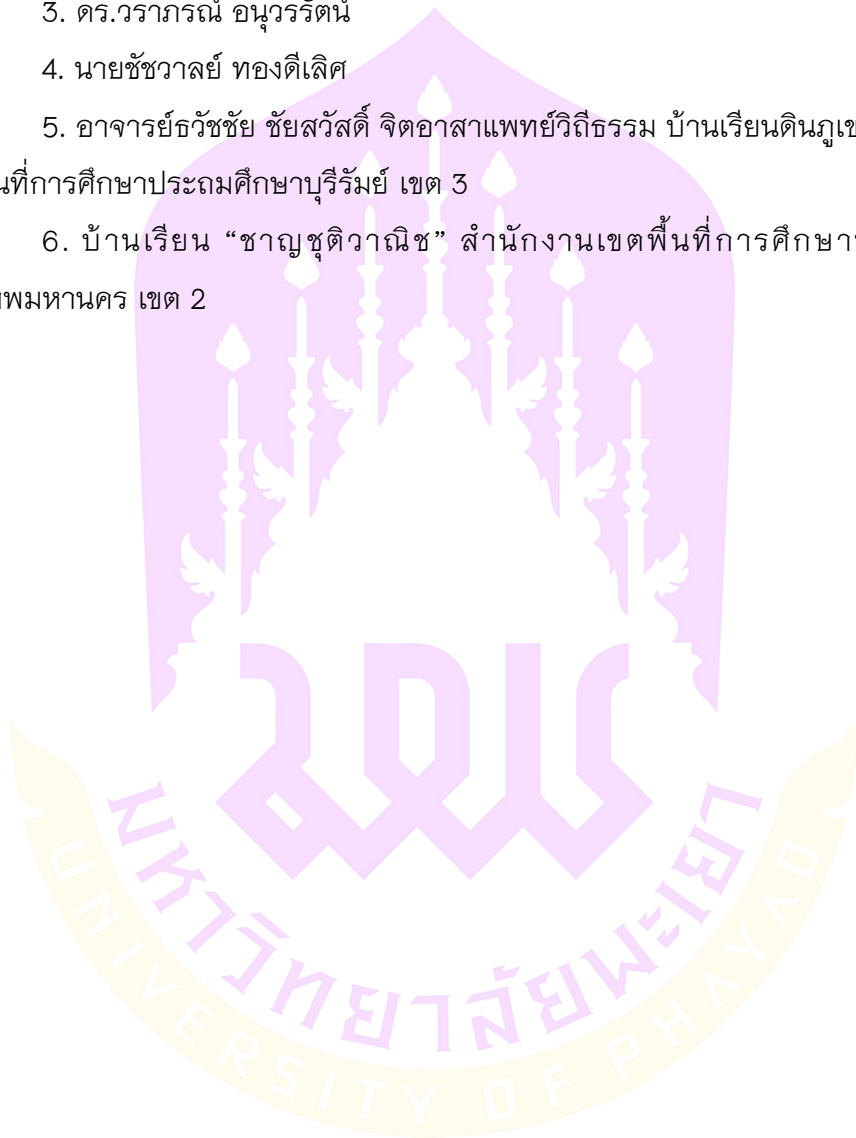 3. ดร.วราภรณ์ อนุวรรัตน์
4. นายชัชวาลย์ ทองดีเลิศ
5. อาจารย์ธวัชชัย ชัยสวัสดิ์ จิตอาสาแพทย์วิถีธรรม บ้านเรียนดินภูเข
นที่การศึกษาประถมศึกษาบุรีรัมย์ เขต 3
6. บ้านเรียน “ชาญชุติวาณิช” สำนักงานเขตพื้นที่การศึกษา
พมหานคร เขต 2
มหาวิทยาลัยพะเยา
UNIVERSITY OF PHAYAO